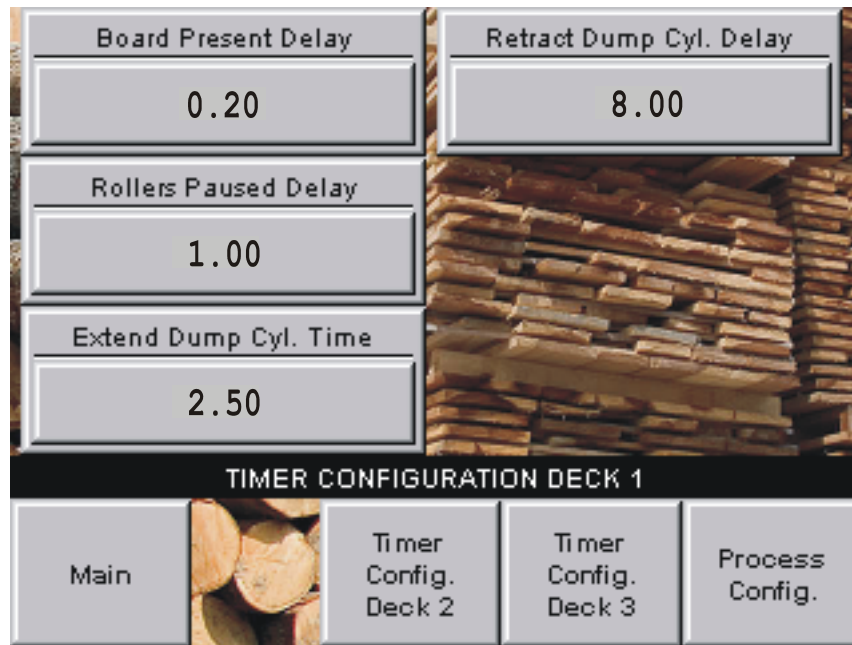 Board Present Delay
0.20
Retract Dump Cyl. Delay
8.00
Rollers Paused Delay
1.00
Extend Dump Cyl. Time
2.50
TIMER CONFIGURATION DECK 1
Main
Timer
Config.
Deck 2
Timer
Config.
Deck 3
Process
Config.